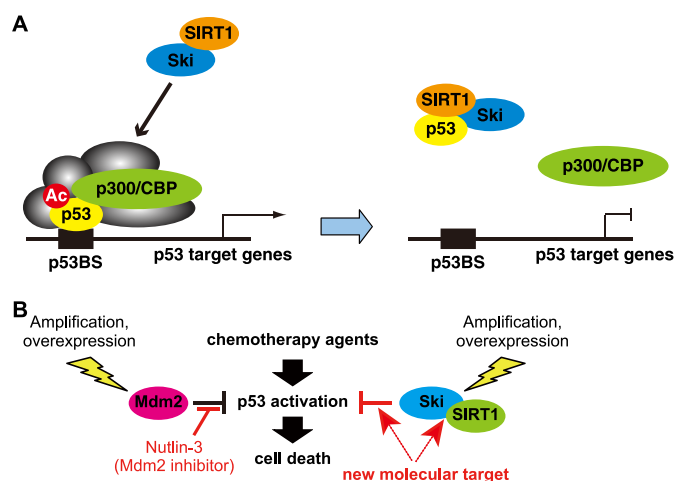 A
SIRT1
Ski
Ac
p300/CBP
p53
p53BS
p53 target genes
SIRT1
Ski
p53
p300/CBP
p53BS
p53 target genes
B
Amplification,
overexpression
Mdm2
Nutlin-3
(Mdm2 inhibitor)
chemotherapy agents
p53 activation
cell death
Amplification,
overexpression
Ski
SIRT1
new molecular target